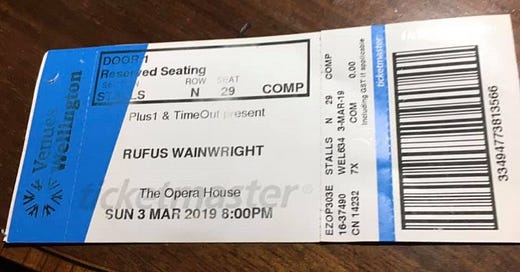 Venues
Wellington
DOOR 1
Reserved Seating
ROW SEAT
STALLS N 29 COMP
Plus1 & TimeOut present
RUFUS WAINWRIGHT
ticketmaster®
The Opera House
SUN 3 MAR 2019 8:00PM
EZOP303E STALLS N 29 COMP
16-37490 WEL634 3-MAR-19 0.00
CN 14232 7X COM Including GST if applicable
ticketmaster
33494773813566